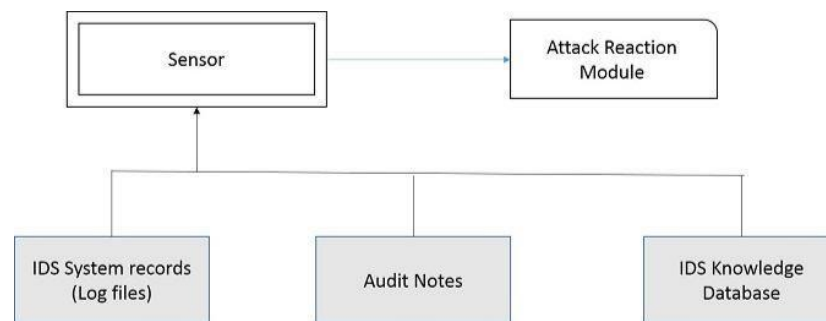 Sensor
Attack Reaction
Module
IDS System records
(Log files)
Audit Notes
IDS Knowledge
Database